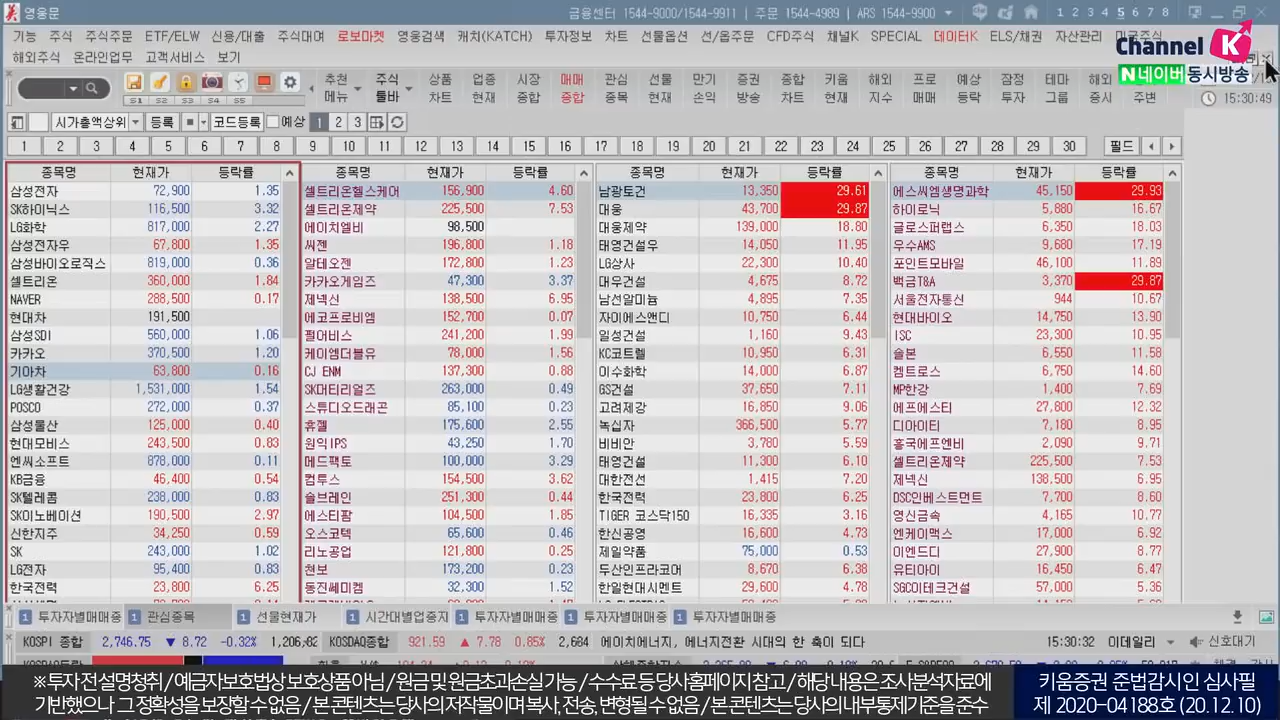 영웅문
금융센터 1544-9000/1544-9911 | 주문 1544-4989 | ARS 1544-9900
1 2 3 4 5 6 7 8
기능 주식 주식주문 ETF/ELW 신용/대출 주식대여 로보마켓 영웅검색 캐치(KATCH) 투자정보 차트 선물옵션 선/옵주문 CFD주식 채널K SPECIAL 데이터K ELS/채권 자산관리
해외주식 온라인업무 고객서비스 보기
Channel K
N네이버 동시방송
S1 S2 S3 S4 S5
추천 메뉴 주식 툴바 상품 차트 업종 현재 시장 종합 매매 종합 관심 종목 선물 현재 만기 손익 증권 방송 종합 차트 키움 현재 해외 지수 프로 매매 예상 등락 잠정 투자 테마 그룹 해외 증시 주변
15:30:49
시가총액상위 등록 코드등록 예상 1 2 3
1 2 3 4 5 6 7 8 9 10 11 12 13 14 15 16 17 18 19 20 21 22 23 24 25 26 27 28 29 30 필드
종목명 현재가 등락률 종목명 현재가 등락률 종목명 현재가 등락률 종목명 현재가 등락률
삼성전자 72,900 1.35 셀트리온헬스케어 156,900 4.60 남광토건 13,350 29.61 에스씨엠생명과학 45,150 29.93
SK하이닉스 116,500 3.32 셀트리온제약 225,500 7.53 대웅 43,700 29.87 하이로닉 5,880 16.67
LG화학 817,000 2.27 에이치엘비 98,500 대웅제약 139,000 18.80 글로스퍼랩스 6,350 18.03
삼성전자우 67,800 1.35 씨젠 196,800 1.18 태영건설우 14,050 11.95 우수AMS 9,680 17.19
삼성바이오로직스 819,000 0.36 알테오젠 172,800 1.23 LG상사 22,300 10.40 포인트모바일 46,100 11.89
셀트리온 360,000 1.84 카카오게임즈 47,300 3.37 대우건설 4,675 8.72 백금T&A 3,370 29.87
NAVER 288,500 0.17 제넥신 138,500 6.95 남선알미늄 4,895 7.35 서울전자통신 944 10.67
현대차 191,500 에코프로비엠 152,700 0.07 자이에스앤디 10,750 6.44 현대바이오 14,750 13.90
삼성SDI 560,000 1.06 펄어비스 241,200 1.99 일성건설 1,160 9.43 ISC 23,300 10.95
카카오 370,500 1.20 케이엠더블유 78,000 1.56 KC코트렐 10,950 6.31 솔본 6,550 11.58
기아차 63,800 0.16 CJ ENM 137,300 0.88 이수화학 14,000 6.87 켐트로스 6,750 14.60
LG생활건강 1,531,000 1.54 SK머티리얼즈 263,000 0.49 GS건설 37,650 7.11 MP한강 1,400 7.69
POSCO 272,000 0.37 스튜디오드래곤 85,100 0.23 고려제강 16,850 9.06 에프에스티 27,800 12.32
삼성물산 125,000 0.40 휴젤 175,600 2.55 녹십자 366,500 5.77 디아이티 7,180 8.95
현대모비스 243,500 0.83 원익IPS 43,250 1.70 비비안 3,780 5.59 흥국에프엔비 2,090 9.71
엔씨소프트 878,000 0.11 메드팩토 100,000 3.29 태영건설 11,300 6.10 셀트리온제약 225,500 7.53
KB금융 46,400 0.54 컴투스 154,500 3.62 대한전선 1,415 7.20 제넥신 138,500 6.95
SK텔레콤 238,000 0.83 솔브레인 251,300 0.44 한국전력 23,800 6.25 DSC인베스트먼트 7,700 8.60
SK이노베이션 190,500 2.97 에스티팜 104,500 1.85 TIGER 코스닥150 16,335 3.16 영신금속 4,165 10.77
신한지주 34,250 0.59 오스코텍 65,600 0.46 한신공영 16,600 4.73 엔케이맥스 17,000 6.92
SK 243,000 1.02 리노공업 121,800 0.25 제일약품 75,000 0.53 이엔드디 27,900 8.77
LG전자 95,400 0.83 천보 173,200 0.23 두산인프라코어 8,670 6.38 유티아이 16,450 6.47
한국전력 23,800 6.25 동진쎄미켐 32,300 1.52 한일현대시멘트 29,600 4.78 SGC이테크건설 57,000 5.36
1 투자자별매매종 1 관심종목 1 선물현재가 1 시간대별업종지 1 투자자별매매종 1 투자자별매매종 1 투자자별매매종
KOSPI 종합 2,746.75 ▼ 8.72 -0.32% 1,206,82 KOSDAQ종합 921.59 ▲ 7.78 0.85% 2,664 에이치에너지, 에너지전환 시대의 한 축이 되다 15:30:32 이데일리 신호대기
※ 투자 전 설명청취 / 예금자보호법상 보호상품 아님 / 원금 및 원금초과손실 가능 / 수수료 등 당사 홈페이지 참고 / 해당 내용은 조사분석자료에
기반했으나 그 정확성을 보장할 수 없음 / 본 콘텐츠는 당사의 저작물이며 복사, 전송, 변형될 수 없음 / 본 콘텐츠는 당사의 내부통제기준을 준수
키움증권 준법감시인 심사필
제 2020-04188호 (20.12.10)